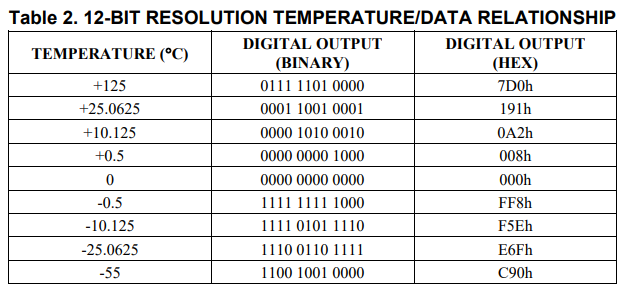 Table 2. 12-BIT RESOLUTION TEMPERATURE/DATA RELATIONSHIP
TEMPERATURE (°C) DIGITAL OUTPUT (BINARY) DIGITAL OUTPUT (HEX)
+125 0111 1101 0000 7D0h
+25.0625 0001 1001 0001 191h
+10.125 0000 1010 0010 0A2h
+0.5 0000 0000 1000 008h
0 0000 0000 0000 000h
-0.5 1111 1111 1000 FF8h
-10.125 1111 0101 1110 F5Eh
-25.0625 1110 0110 1111 E6Fh
-55 1100 1001 0000 C90h